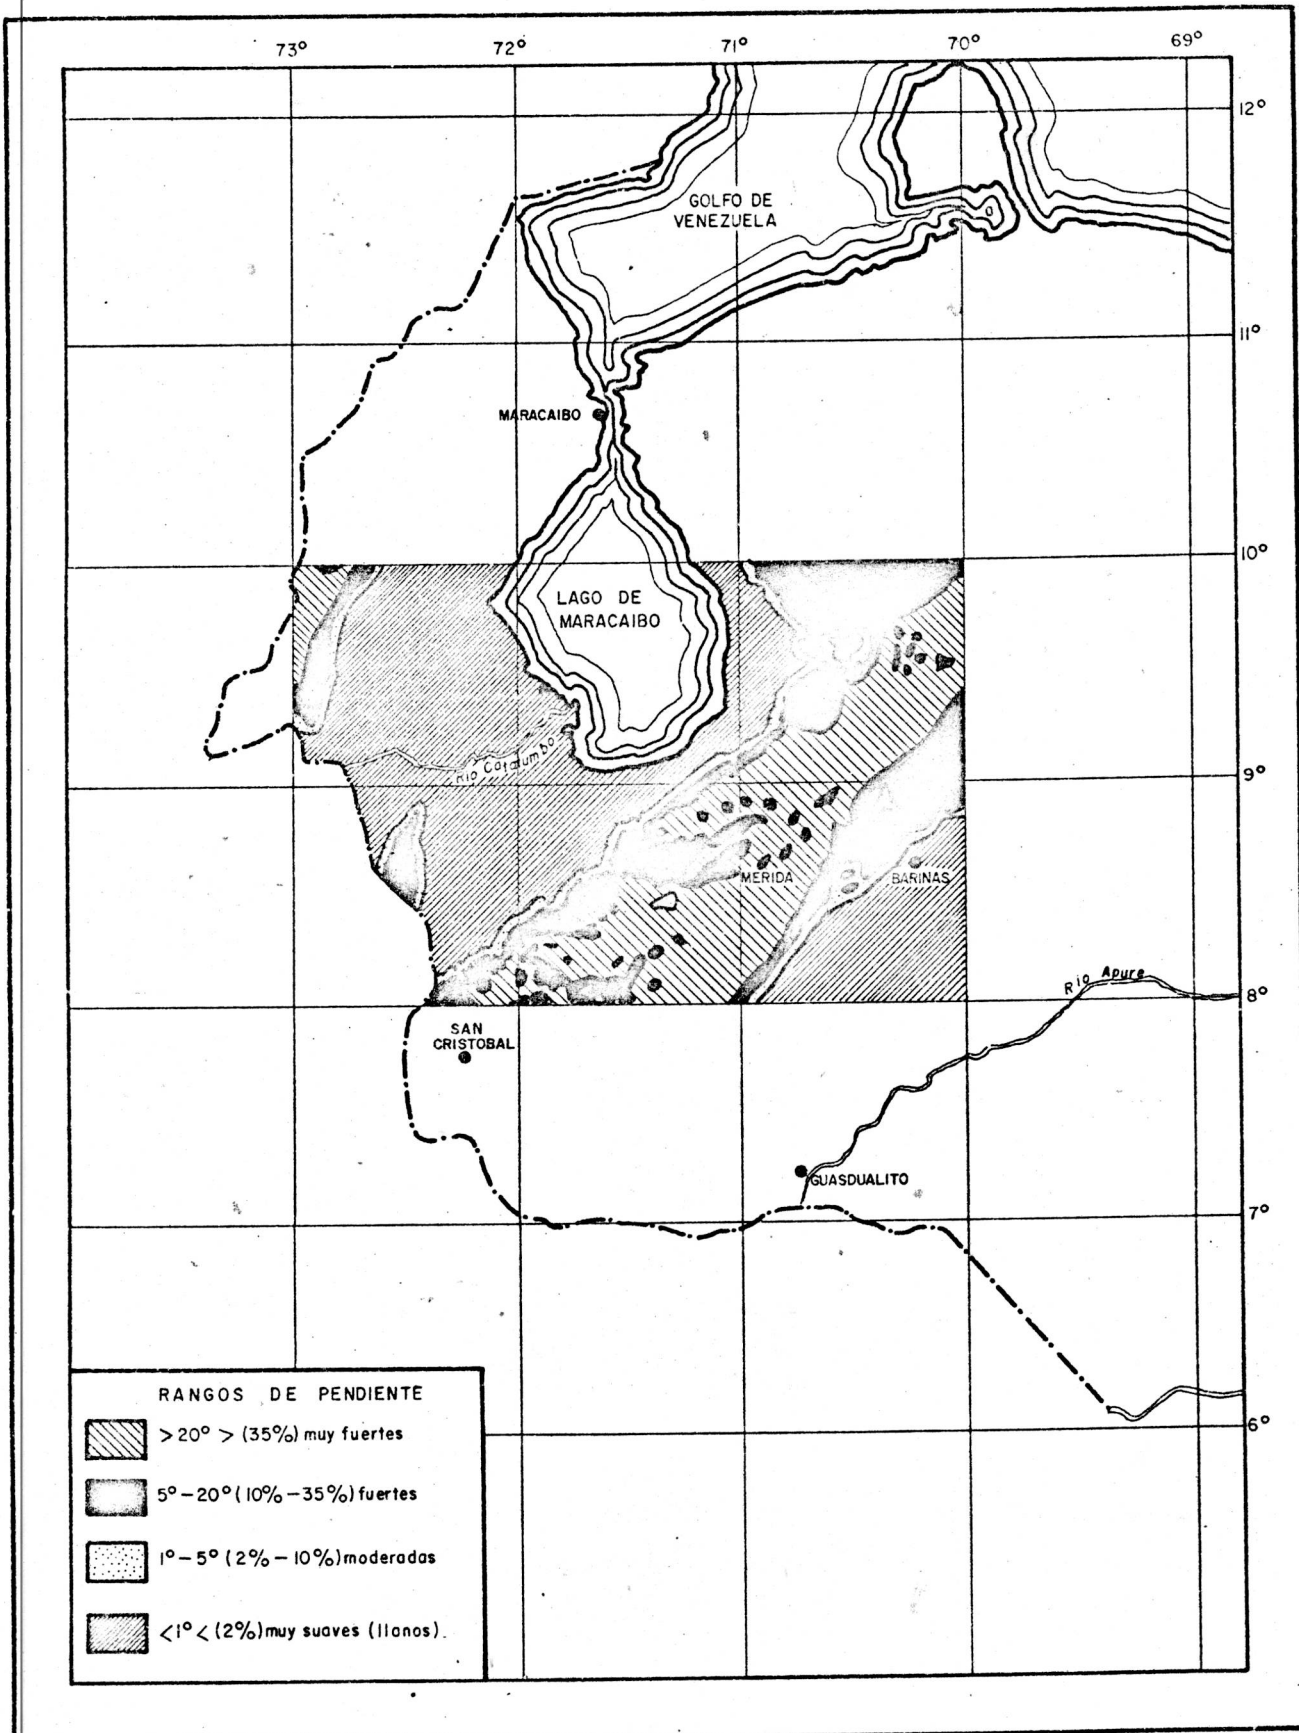 73° 72° 71° 70° 69°
12°
GOLFO DE
VENEZUELA
11°
MARACAIBO
10°
LAGO DE
MARACAIBO
Río Catatumbo
9°
MERIDA
BARINAS
Río Apure
8°
SAN
CRISTOBAL
GUASDUALITO
7°
6°
RANGOS DE PENDIENTE
>20° > (35%) muy fuertes
5°-20° (10%-35%) fuertes
1°-5° (2%-10%) moderadas
<1° < (2%) muy suaves (llanos).